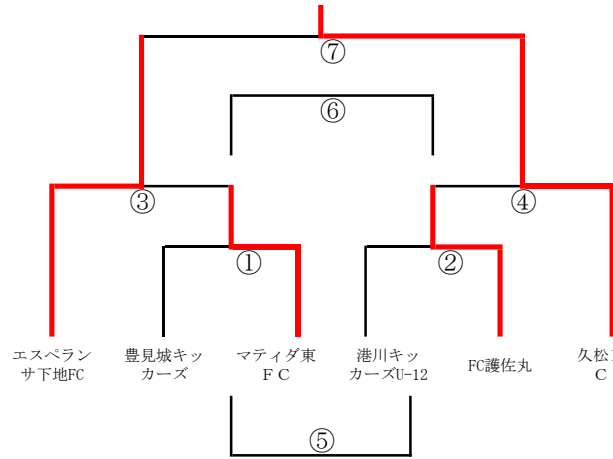 ⑦
⑥
③
④
①
②
エスペラン
サ下地FC
豊見城キッ
カーズ
マティダ東
ＦＣ
港川キッ
カーズU-12
FC護佐丸
久松
Ｃ
⑤